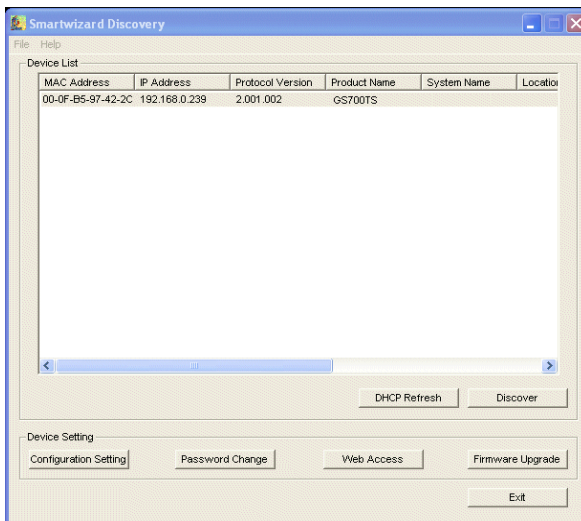 Smartwizard Discovery
File Help
Device List
MAC Address IP Address Protocol Version Product Name System Name Location
00-0F-B5-97-42-2C 192.168.0.239 2.001.002 GS700TS
DHCP Refresh Discover
Device Setting
Configuration Setting Password Change Web Access Firmware Upgrade
Exit